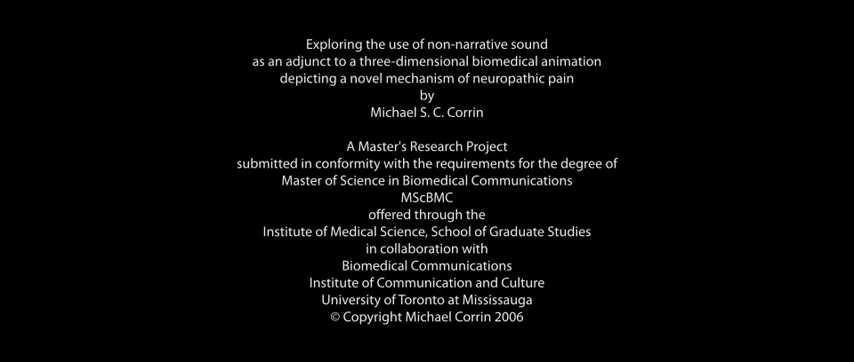 Exploring the use of non-narrative sound
as an adjunct to a three-dimensional biomedical animation
depicting a novel mechanism of neuropathic pain
by
Michael S. C. Corrin
A Master's Research Project
submitted in conformity with the requirements for the degree of
Master of Science in Biomedical Communications
MScBMC
offered through the
Institute of Medical Science, School of Graduate Studies
in collaboration with
Biomedical Communications
Institute of Communication and Culture
University of Toronto at Mississauga
© Copyright Michael Corrin 2006